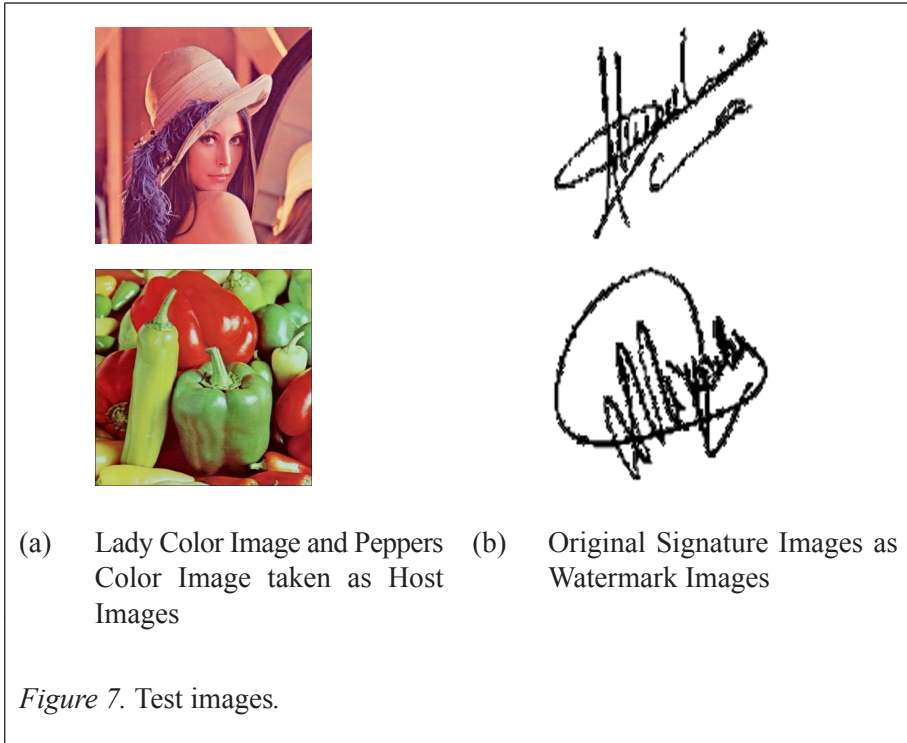 (a) Lady Color Image and Peppers
Color Image taken as Host
Images
(b) Original Signature Images as
Watermark Images
Figure 7. Test images.